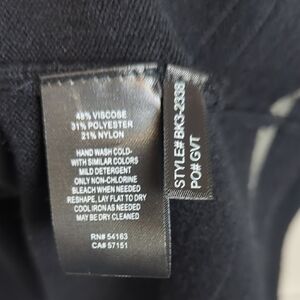 48% VISCOSE
31% POLYESTER
21% NYLON
HAND WASH COLD-
WITH SIMILAR COLORS
MILD DETERGENT
ONLY NON-CHLORINE
BLEACH WHEN NEEDED
RESHAPE, LAY FLAT TO DRY
COOL IRON AS NEEDED
MAY BE DRY CLEANED
RN# 54163
CA# 57151
STYLE# BK3-2338
PO# GVT